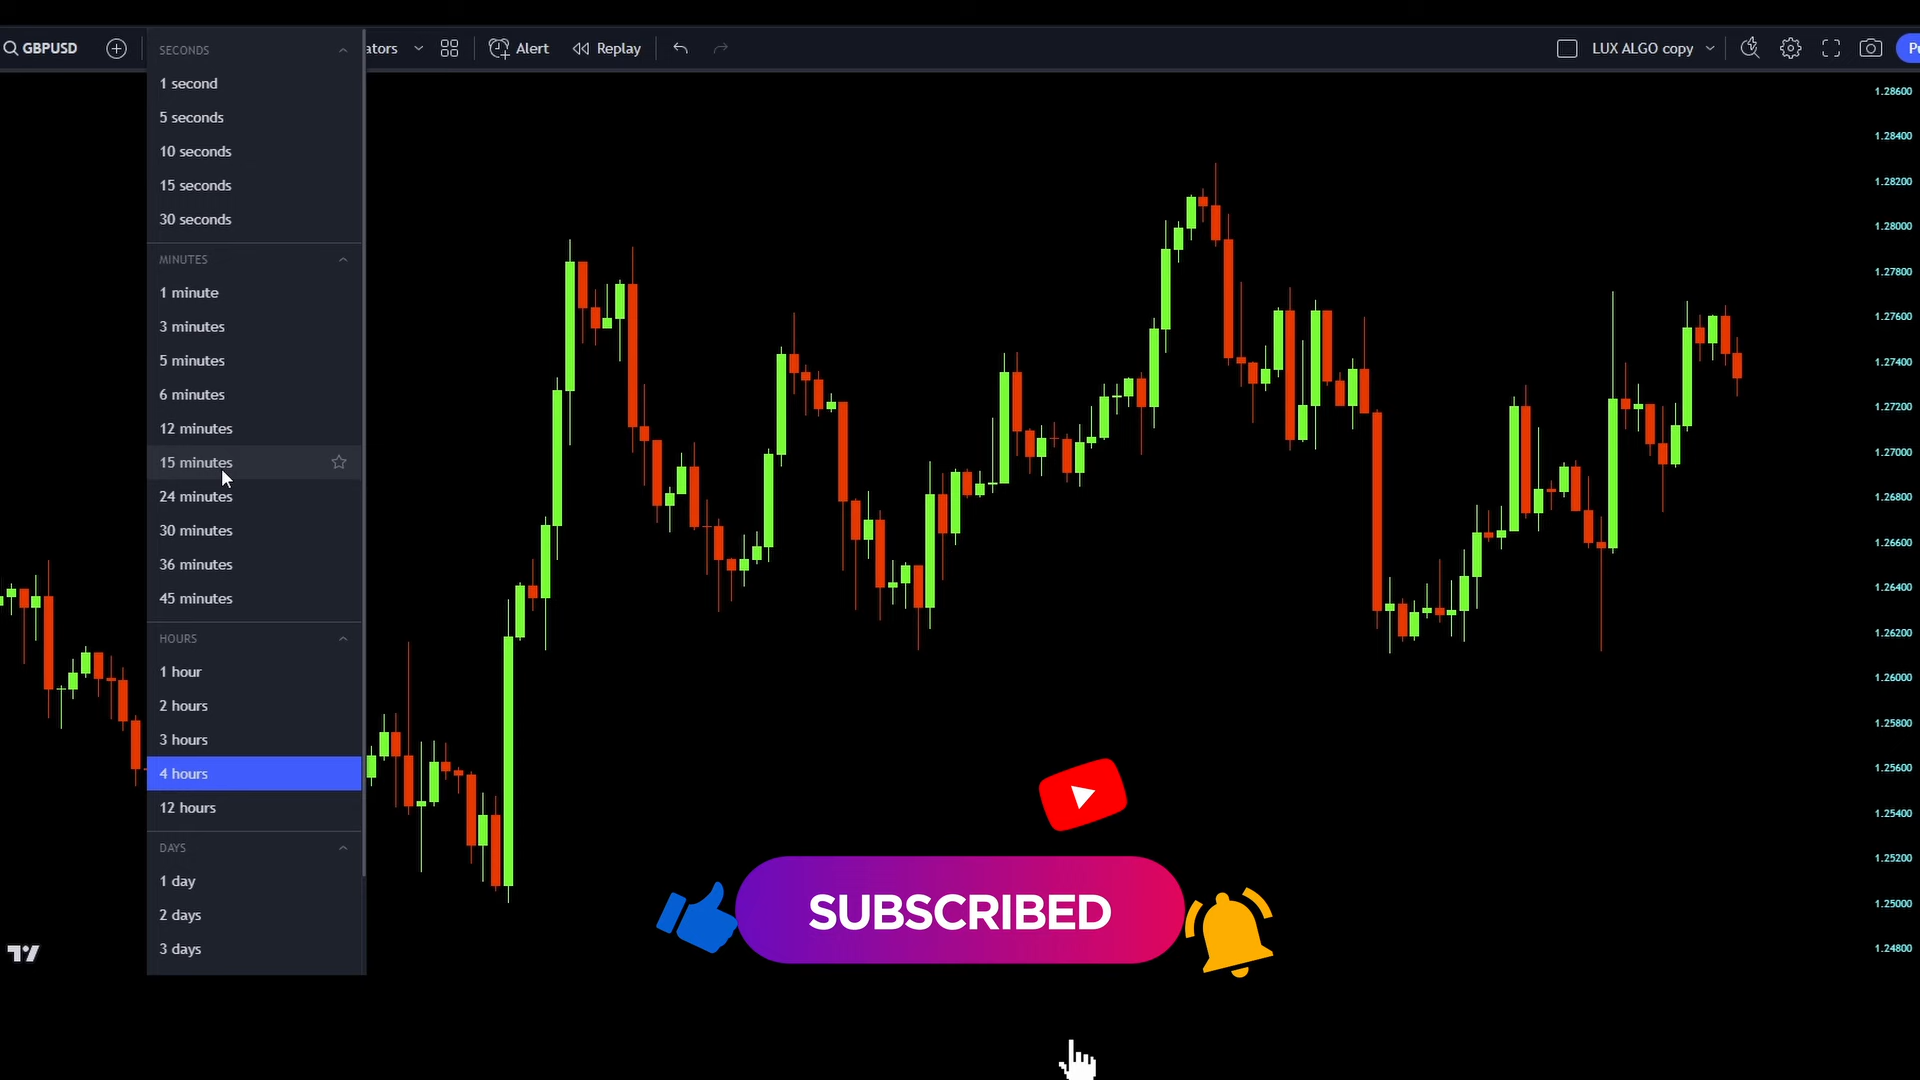 GBPUSD
ators
Alert
Replay
LUX ALGO copy
Pu
SECONDS
1 second
5 seconds
10 seconds
15 seconds
30 seconds
MINUTES
1 minute
3 minutes
5 minutes
6 minutes
12 minutes
15 minutes
24 minutes
30 minutes
36 minutes
45 minutes
HOURS
1 hour
2 hours
3 hours
4 hours
12 hours
DAYS
1 day
2 days
3 days
1.28600
1.28400
1.28200
1.28000
1.27800
1.27600
1.27400
1.27200
1.27000
1.26800
1.26600
1.26400
1.26200
1.26000
1.25800
1.25600
1.25400
1.25200
1.25000
1.24800
SUBSCRIBED